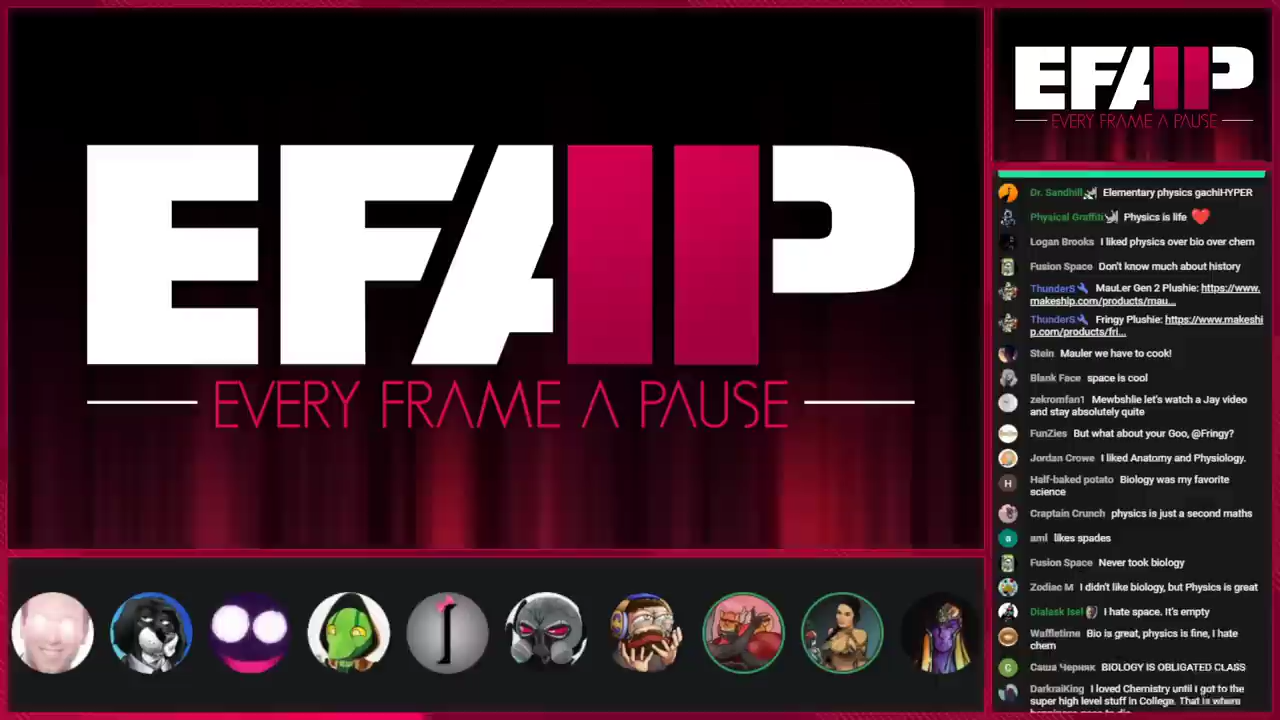 EFAP
EVERY FRAME A PAUSE
EFAP
EVERY FRAME A PAUSE
Dr. Sandhill Elementary physics gachiHYPER
Physical Graffiti Physics is life
Logan Brooks I liked physics over bio over chem
Fusion Space Don't know much about history
ThunderS MauLer Gen 2 Plushie: https://www.
makeship.com/products/mau...
ThunderS Fringy Plushie: https://www.makeshi
p.com/products/fri...
Stein Mauler we have to cook!
Blank Face space is cool
zekromfan1 Mewbshlie let's watch a Jay video
and stay absolutely quite
FunZies But what about your Goo, @Fringy?
Jordan Crowe I liked Anatomy and Physiology.
H
Half-baked potato Biology was my favorite
science
Craptain Crunch physics is just a second maths
a
aml likes spades
Fusion Space Never took biology
Zodiac M I didn't like biology, but Physics is great
Dialask Isel I hate space. It's empty
Waffletime Bio is great, physics is fine, I hate
chem
С
Саша Черняк BIOLOGY IS OBLIGATED CLASS
DarkraiKing I loved Chemistry until I got to the
super high level stuff in College. That is where